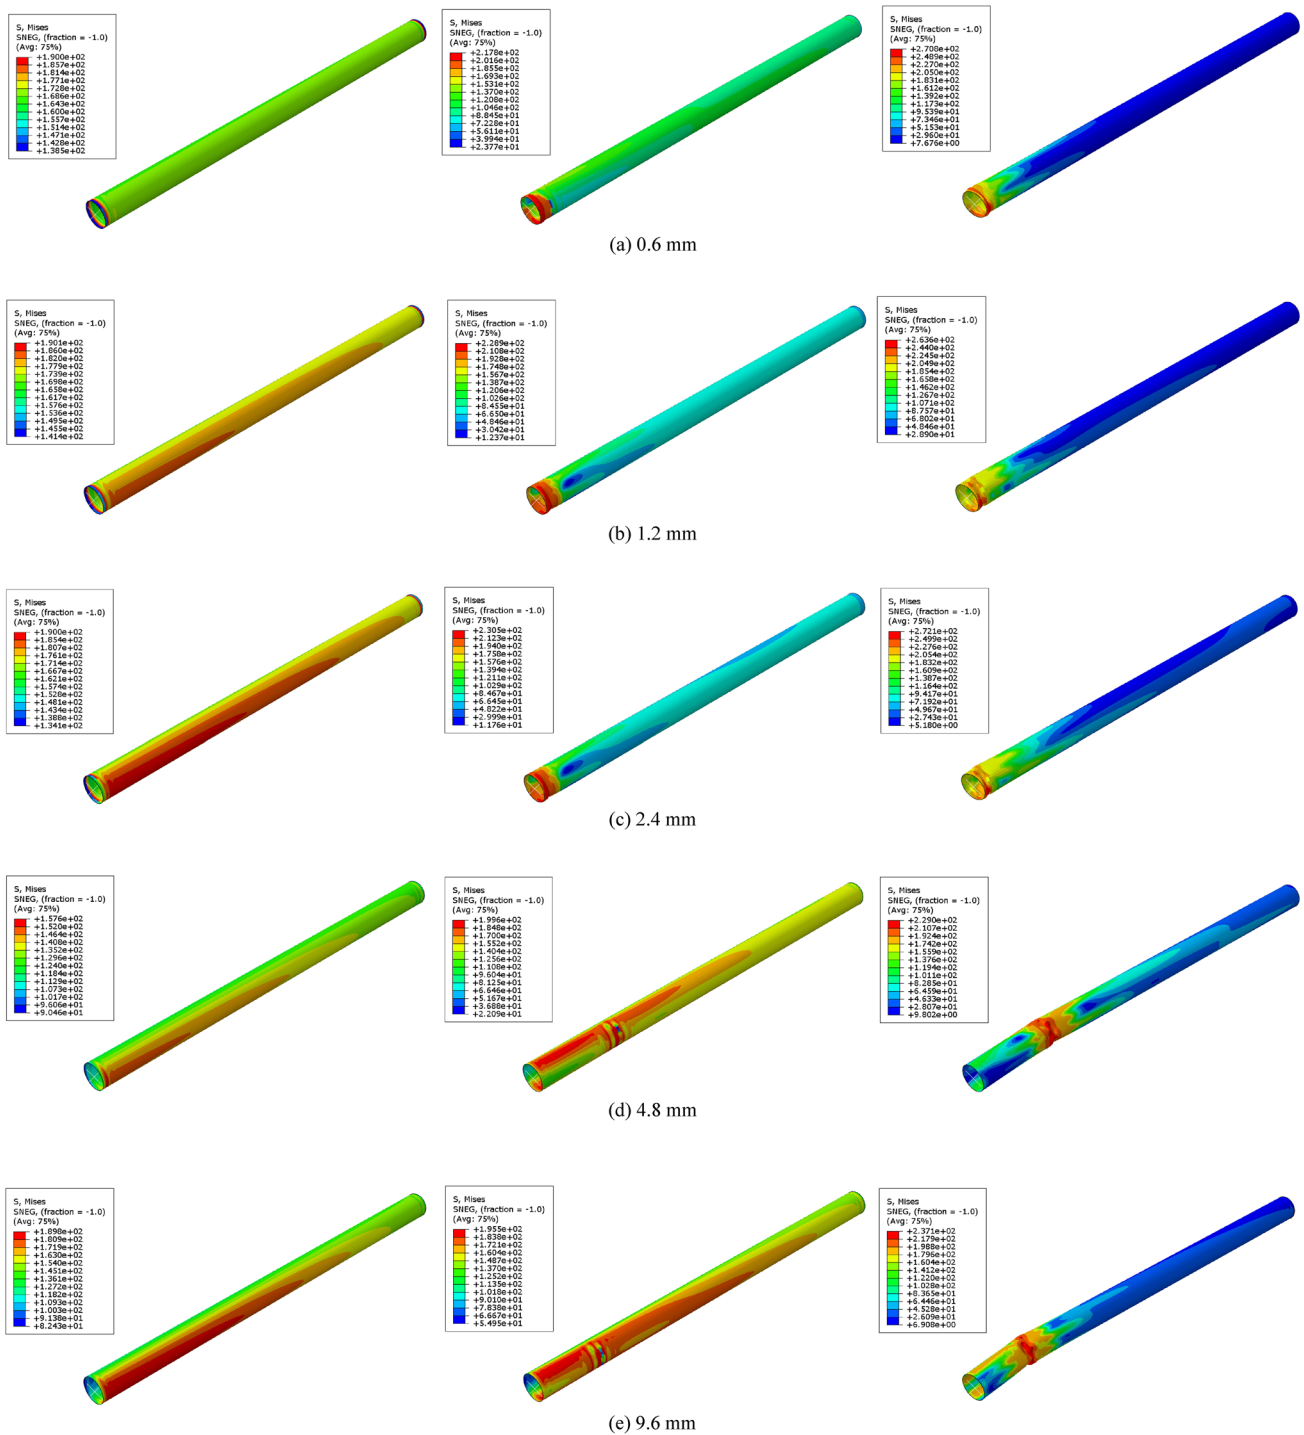 S, Mises
SNEG, (fraction = -1.0)
(Avg: 75%)
+1.900e+02
+1.857e+02
+1.814e+02
+1.771e+02
+1.728e+02
+1.686e+02
+1.643e+02
+1.600e+02
+1.557e+02
+1.514e+02
+1.471e+02
+1.428e+02
+1.385e+02
S, Mises
SNEG, (fraction = -1.0)
(Avg: 75%)
+2.178e+02
+2.016e+02
+1.855e+02
+1.693e+02
+1.531e+02
+1.370e+02
+1.208e+02
+1.046e+02
+8.845e+01
+7.228e+01
+5.611e+01
+3.994e+01
+2.377e+01
S, Mises
SNEG, (fraction = -1.0)
(Avg: 75%)
+2.708e+02
+2.489e+02
+2.270e+02
+2.050e+02
+1.831e+02
+1.612e+02
+1.392e+02
+1.173e+02
+9.539e+01
+7.346e+01
+5.153e+01
+2.960e+01
+7.676e+00
(a) 0.6 mm
S, Mises
SNEG, (fraction = -1.0)
(Avg: 75%)
+1.901e+02
+1.860e+02
+1.820e+02
+1.779e+02
+1.739e+02
+1.698e+02
+1.658e+02
+1.617e+02
+1.576e+02
+1.536e+02
+1.495e+02
+1.455e+02
+1.414e+02
S, Mises
SNEG, (fraction = -1.0)
(Avg: 75%)
+2.289e+02
+2.108e+02
+1.928e+02
+1.748e+02
+1.567e+02
+1.387e+02
+1.206e+02
+1.026e+02
+8.455e+01
+6.650e+01
+4.846e+01
+3.042e+01
+1.237e+01
S, Mises
SNEG, (fraction = -1.0)
(Avg: 75%)
+2.636e+02
+2.440e+02
+2.245e+02
+2.049e+02
+1.854e+02
+1.658e+02
+1.462e+02
+1.267e+02
+1.071e+02
+8.757e+01
+6.802e+01
+4.846e+01
+2.890e+01
(b) 1.2 mm
S, Mises
SNEG, (fraction = -1.0)
(Avg: 75%)
+1.900e+02
+1.854e+02
+1.807e+02
+1.761e+02
+1.714e+02
+1.667e+02
+1.621e+02
+1.574e+02
+1.528e+02
+1.481e+02
+1.434e+02
+1.388e+02
+1.341e+02
S, Mises
SNEG, (fraction = -1.0)
(Avg: 75%)
+2.305e+02
+2.123e+02
+1.940e+02
+1.758e+02
+1.576e+02
+1.394e+02
+1.211e+02
+1.029e+02
+8.467e+01
+6.645e+01
+4.822e+01
+2.999e+01
+1.176e+01
S, Mises
SNEG, (fraction = -1.0)
(Avg: 75%)
+2.721e+02
+2.499e+02
+2.276e+02
+2.054e+02
+1.832e+02
+1.609e+02
+1.387e+02
+1.164e+02
+9.417e+01
+7.192e+01
+4.967e+01
+2.743e+01
+5.180e+00
(c) 2.4 mm
S, Mises
SNEG, (fraction = -1.0)
(Avg: 75%)
+1.576e+02
+1.520e+02
+1.464e+02
+1.408e+02
+1.352e+02
+1.296e+02
+1.240e+02
+1.184e+02
+1.129e+02
+1.073e+02
+1.017e+02
+9.606e+01
+9.046e+01
S, Mises
SNEG, (fraction = -1.0)
(Avg: 75%)
+1.996e+02
+1.848e+02
+1.700e+02
+1.552e+02
+1.404e+02
+1.256e+02
+1.108e+02
+9.604e+01
+8.125e+01
+6.646e+01
+5.167e+01
+3.688e+01
+2.209e+01
S, Mises
SNEG, (fraction = -1.0)
(Avg: 75%)
+2.290e+02
+2.107e+02
+1.924e+02
+1.742e+02
+1.559e+02
+1.376e+02
+1.194e+02
+1.011e+02
+8.285e+01
+6.459e+01
+4.633e+01
+2.807e+01
+9.802e+00
(d) 4.8 mm
S, Mises
SNEG, (fraction = -1.0)
(Avg: 75%)
+1.898e+02
+1.809e+02
+1.719e+02
+1.630e+02
+1.540e+02
+1.451e+02
+1.361e+02
+1.272e+02
+1.182e+02
+1.093e+02
+1.003e+02
+9.138e+01
+8.243e+01
S, Mises
SNEG, (fraction = -1.0)
(Avg: 75%)
+1.955e+02
+1.838e+02
+1.721e+02
+1.604e+02
+1.487e+02
+1.370e+02
+1.252e+02
+1.135e+02
+1.018e+02
+9.010e+01
+7.838e+01
+6.667e+01
+5.495e+01
S, Mises
SNEG, (fraction = -1.0)
(Avg: 75%)
+2.371e+02
+2.179e+02
+1.988e+02
+1.796e+02
+1.604e+02
+1.412e+02
+1.220e+02
+1.028e+02
+8.365e+01
+6.446e+01
+4.528e+01
+2.609e+01
+6.908e+00
(e) 9.6 mm